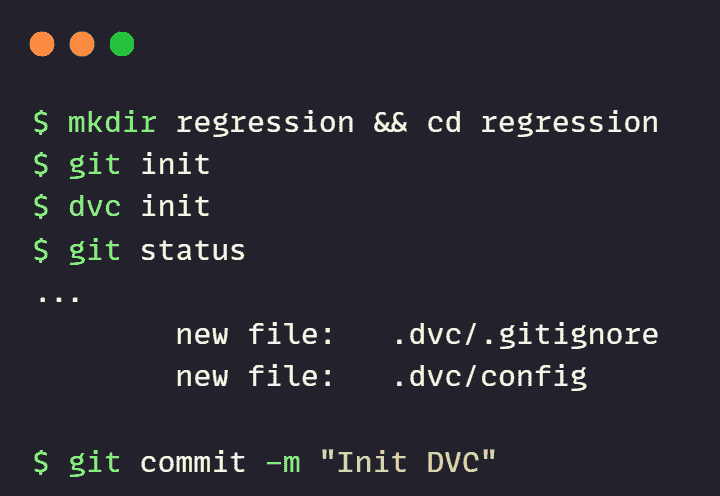 $ mkdir regression && cd regression
$ git init
$ dvc init
$ git status
...
new file:   .dvc/.gitignore
new file:   .dvc/config
$ git commit -m "Init DVC"